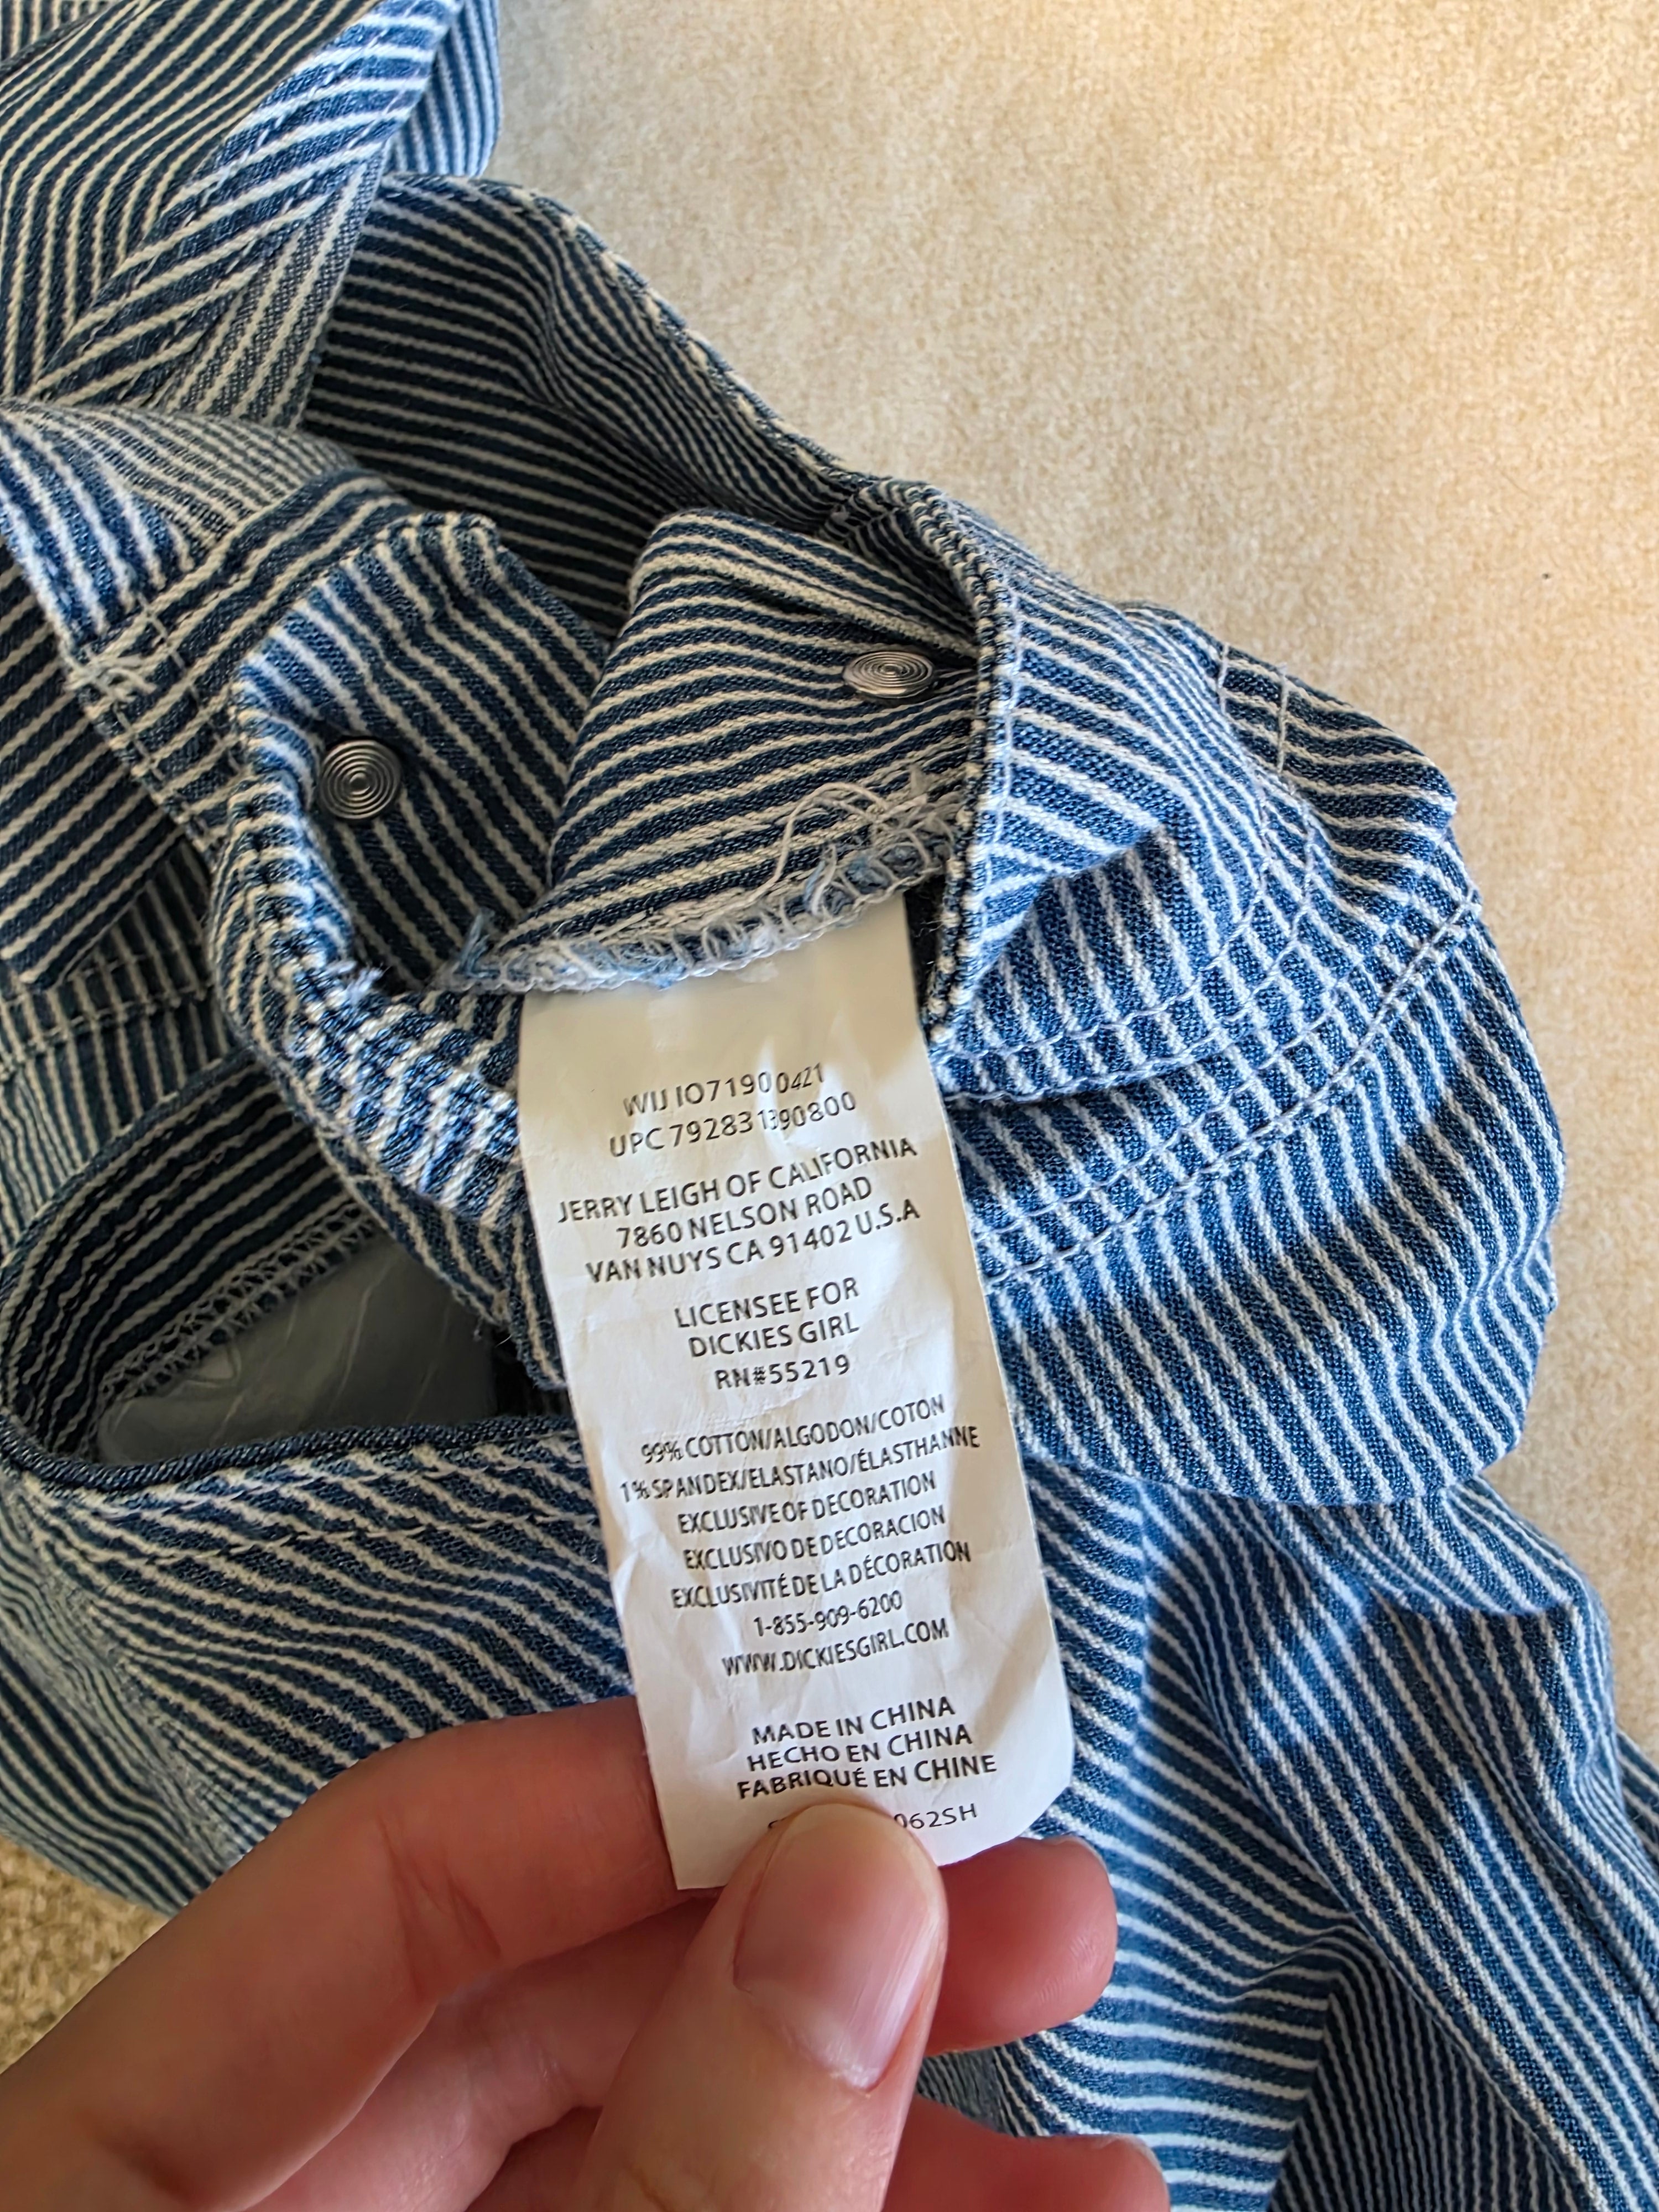 WIJ IO71900421
UPC 792831390800
JERRY LEIGH OF CALIFORNIA
7860 NELSON ROAD
VAN NUYS CA 91402 U.S.A
LICENSEE FOR
DICKIES GIRL
RN#55219
99% COTTON/ALGODON/COTON
1% SPANDEX/ELASTANO/ÉLASTHANNE
EXCLUSIVE OF DECORATION
EXCLUSIVO DE DECORACION
EXCLUSIVITÉ DE LA DÉCORATION
1-855-909-6200
WWW.DICKIESGIRL.COM
MADE IN CHINA
HECHO EN CHINA
FABRIQUÉ EN CHINE
062SH